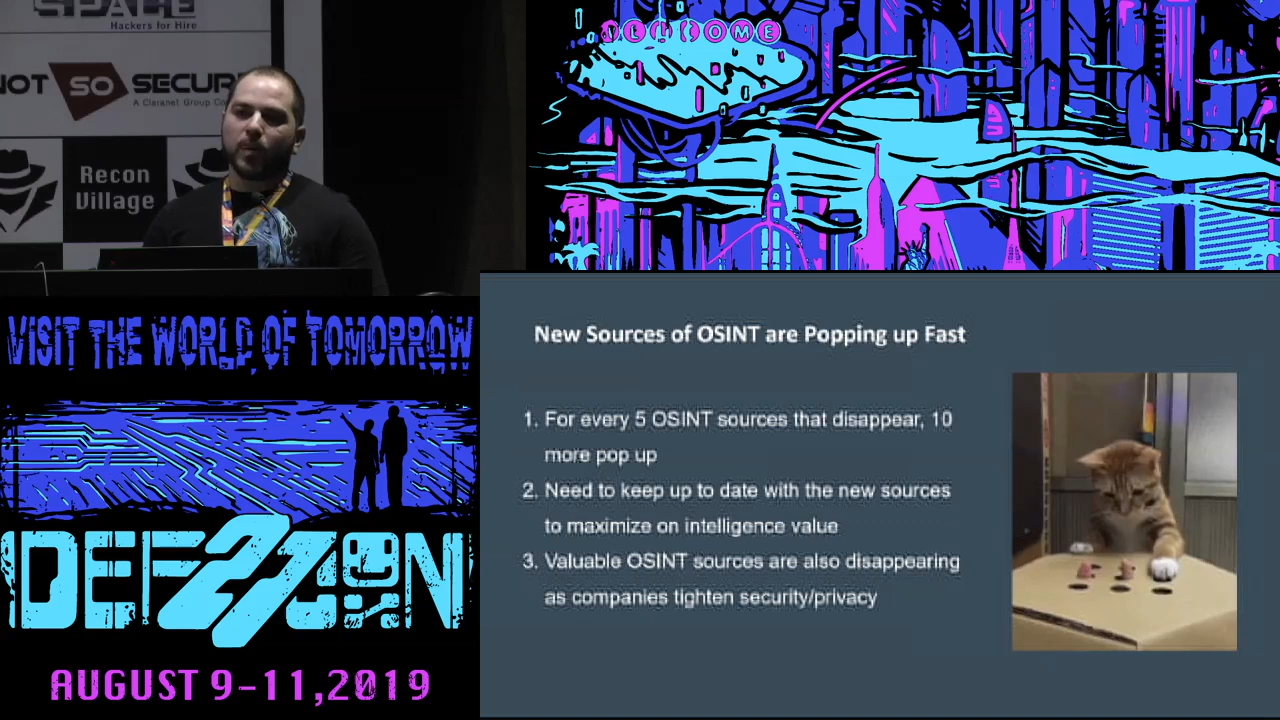 SPACE
Hackers for Hire
NOT SO SECUR
A Claranet Group Co
Recon
Village
WELCOME
VISIT THE WORLD OF TOMORROW
DEF CON
27
AUGUST 9-11,2019
New Sources of OSINT are Popping up Fast
1. For every 5 OSINT sources that disappear, 10
more pop up
2. Need to keep up to date with the new sources
to maximize on intelligence value
3. Valuable OSINT sources are also disappearing
as companies tighten security/privacy